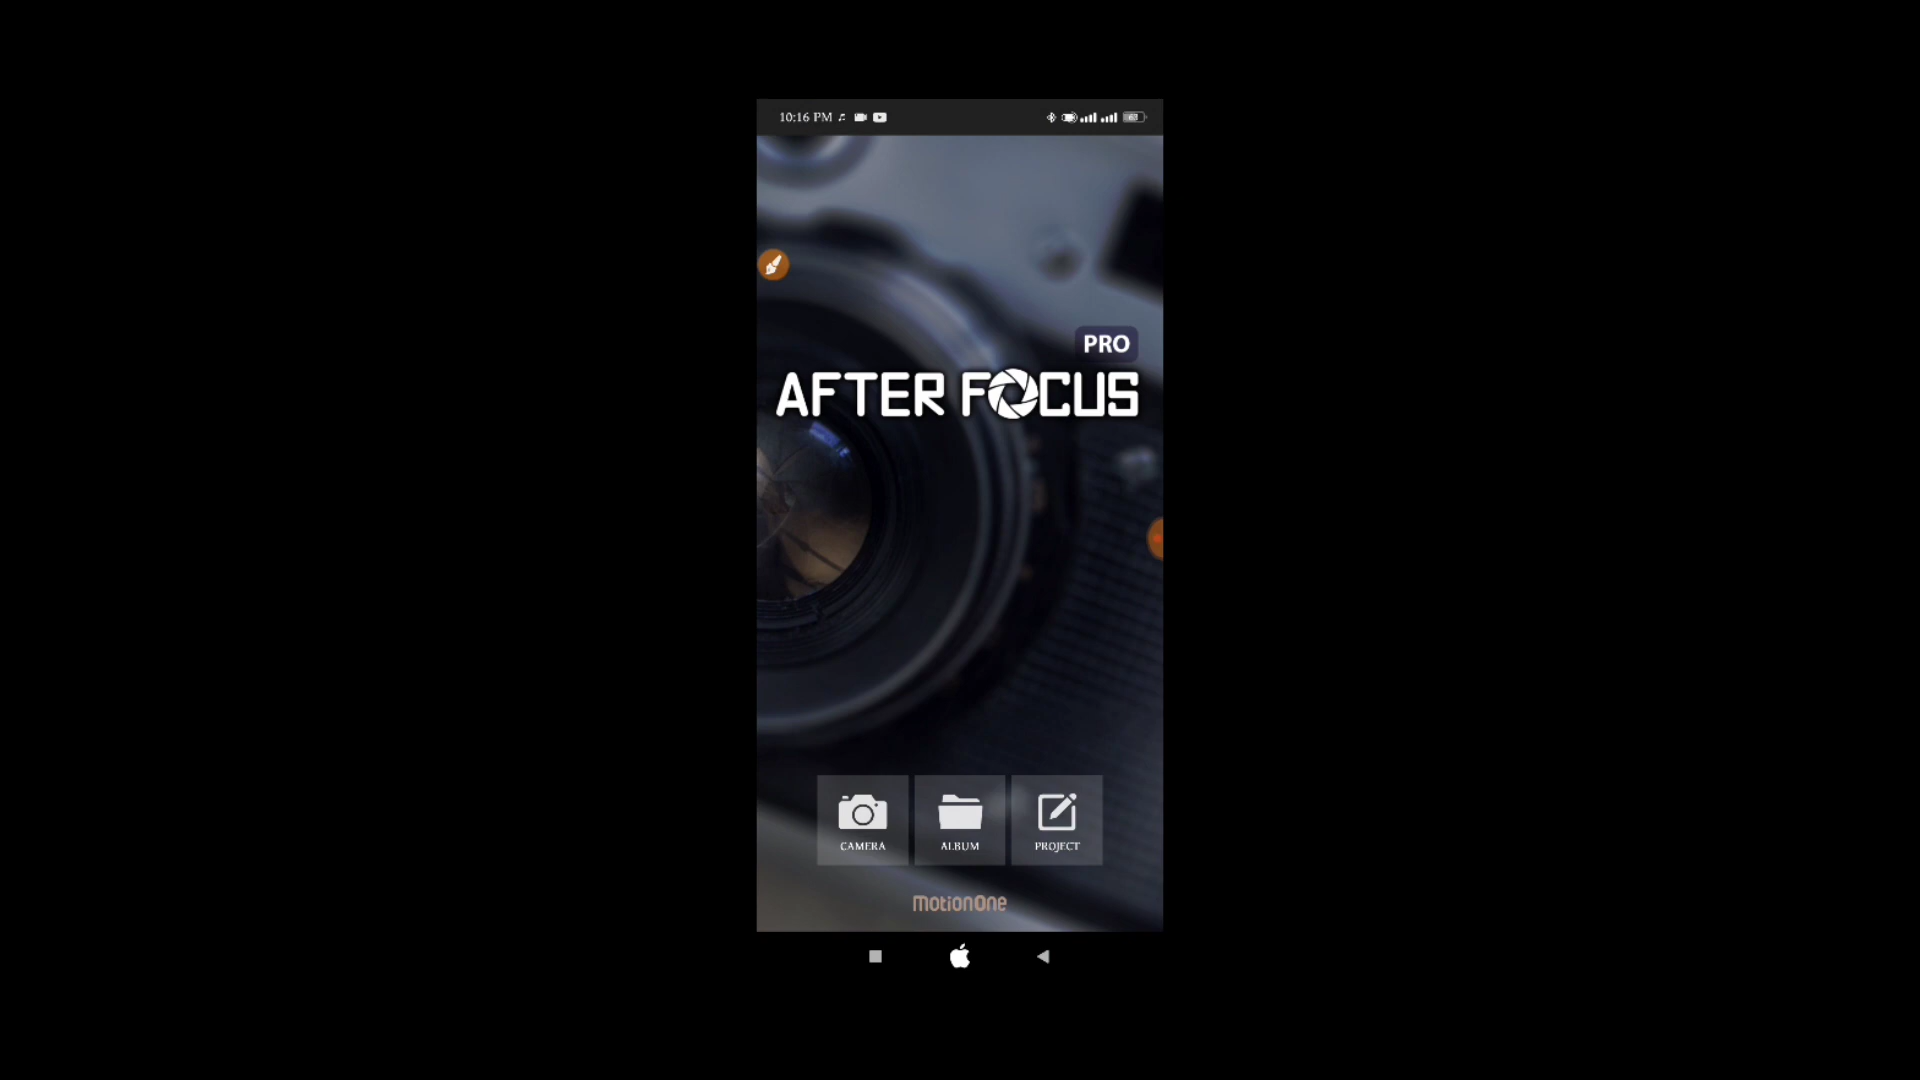 10:16 PM
PRO
AFTER FOCUS
CAMERA
ALBUM
PROJECT
MotionOne